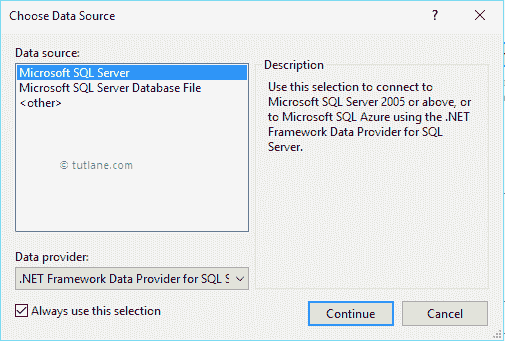 Choose Data Source
?
Data source:
Microsoft SQL Server
Microsoft SQL Server Database File
<other>
© tutlane.com
Description
Use this selection to connect to
Microsoft SQL Server 2005 or above, or
to Microsoft SQL Azure using the .NET
Framework Data Provider for SQL
Server.
Data provider:
.NET Framework Data Provider for SQL S
Always use this selection
Continue
Cancel